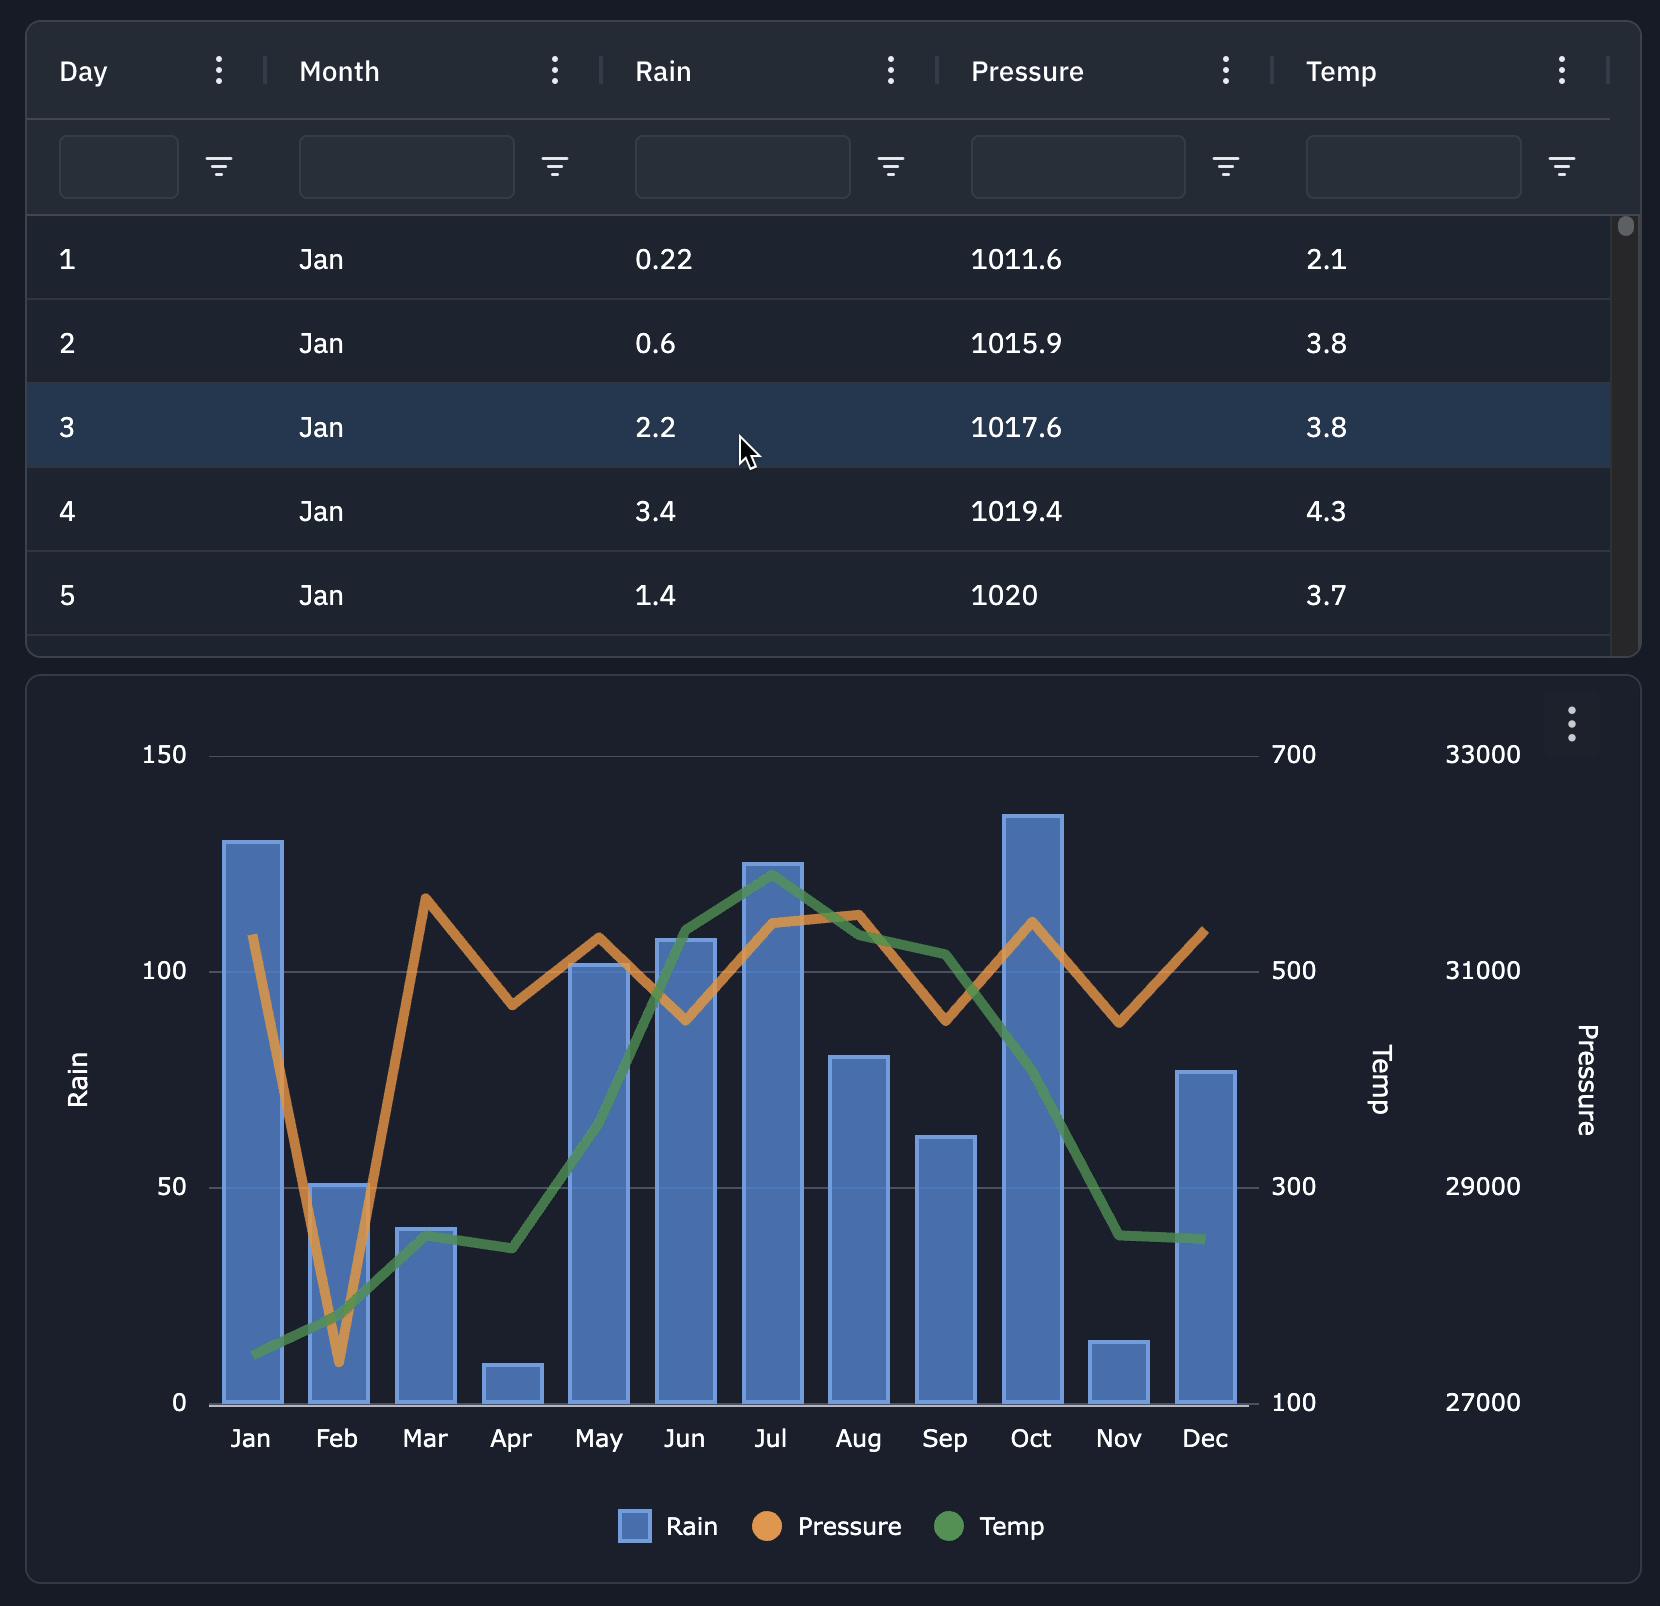 Day Month Rain Pressure Temp
1 Jan 0.22 1011.6 2.1
2 Jan 0.6 1015.9 3.8
3 Jan 2.2 1017.6 3.8
4 Jan 3.4 1019.4 4.3
5 Jan 1.4 1020 3.7
150 700 33000
100 500 31000
Rain Temp Pressure
50 300 29000
0 100 27000
Jan Feb Mar Apr May Jun Jul Aug Sep Oct Nov Dec
Rain Pressure Temp